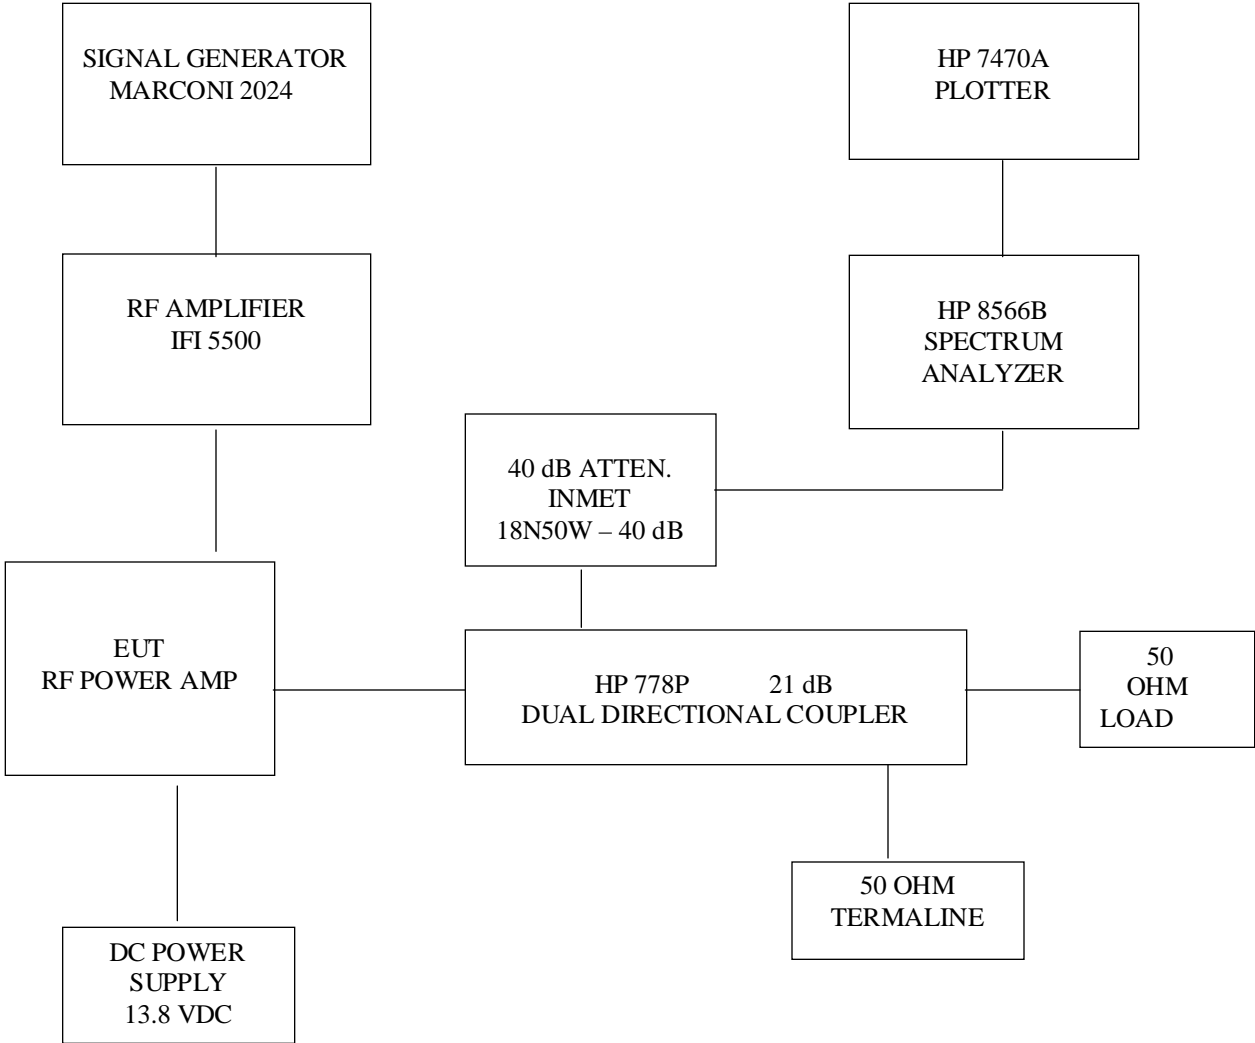 SIGNAL GENERATOR
MARCONI 2024
HP 7470A
PLOTTER
RF AMPLIFIER
IFI 5500
HP 8566B
SPECTRUM
ANALYZER
40 dB ATTEN.
INMET
18N50W – 40 dB
EUT
RF POWER AMP
HP 778P 21 dB
DUAL DIRECTIONAL COUPLER
50
OHM
LOAD
50 OHM
TERMALINE
DC POWER
SUPPLY
13.8 VDC